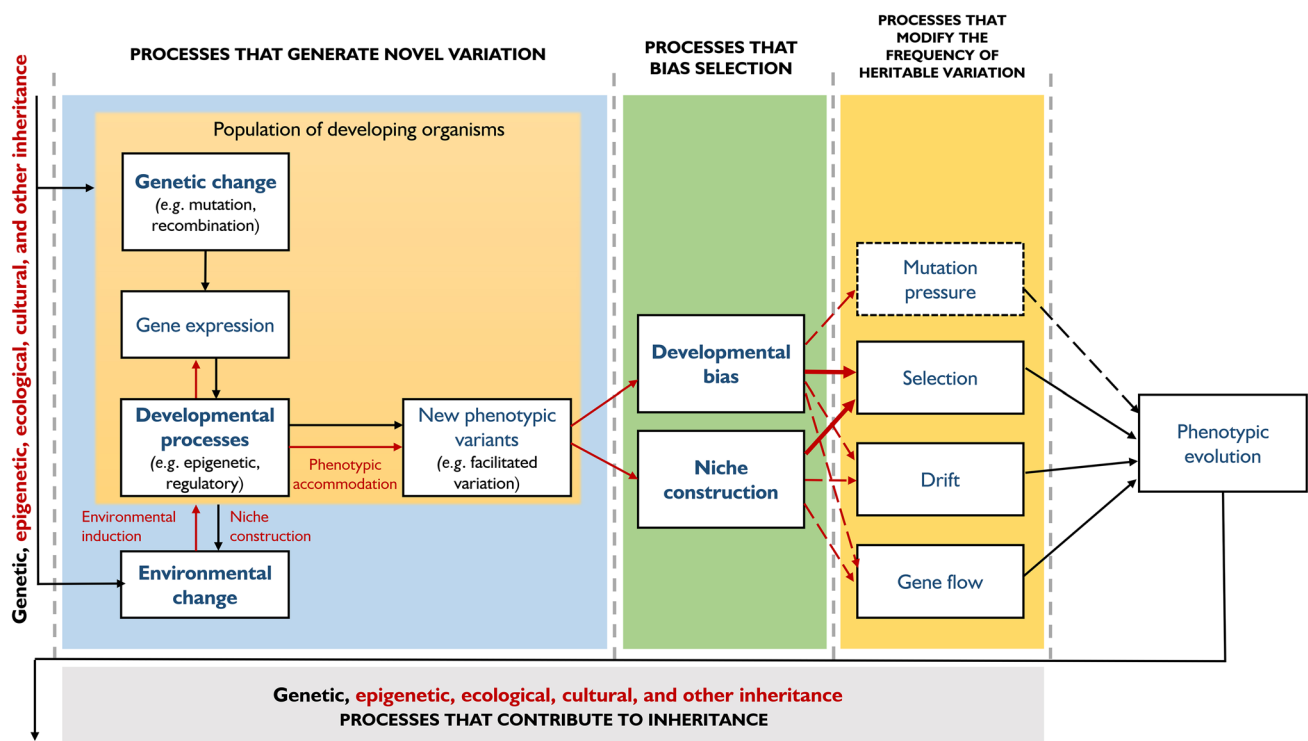 Genetic, epigenetic, ecological, cultural, and other inheritance
PROCESSES THAT GENERATE NOVEL VARIATION
Population of developing organisms
Genetic change
(e.g. mutation,
recombination)
Gene expression
Developmental
processes
(e.g. epigenetic,
regulatory)
Phenotypic
accommodation
New phenotypic
variants
(e.g. facilitated
variation)
Environmental
induction
Niche
construction
Environmental
change
PROCESSES THAT
BIAS SELECTION
Developmental
bias
Niche
construction
PROCESSES THAT
MODIFY THE
FREQUENCY OF
HERITABLE VARIATION
Mutation
pressure
Selection
Drift
Gene flow
Phenotypic
evolution
Genetic, epigenetic, ecological, cultural, and other inheritance
PROCESSES THAT CONTRIBUTE TO INHERITANCE